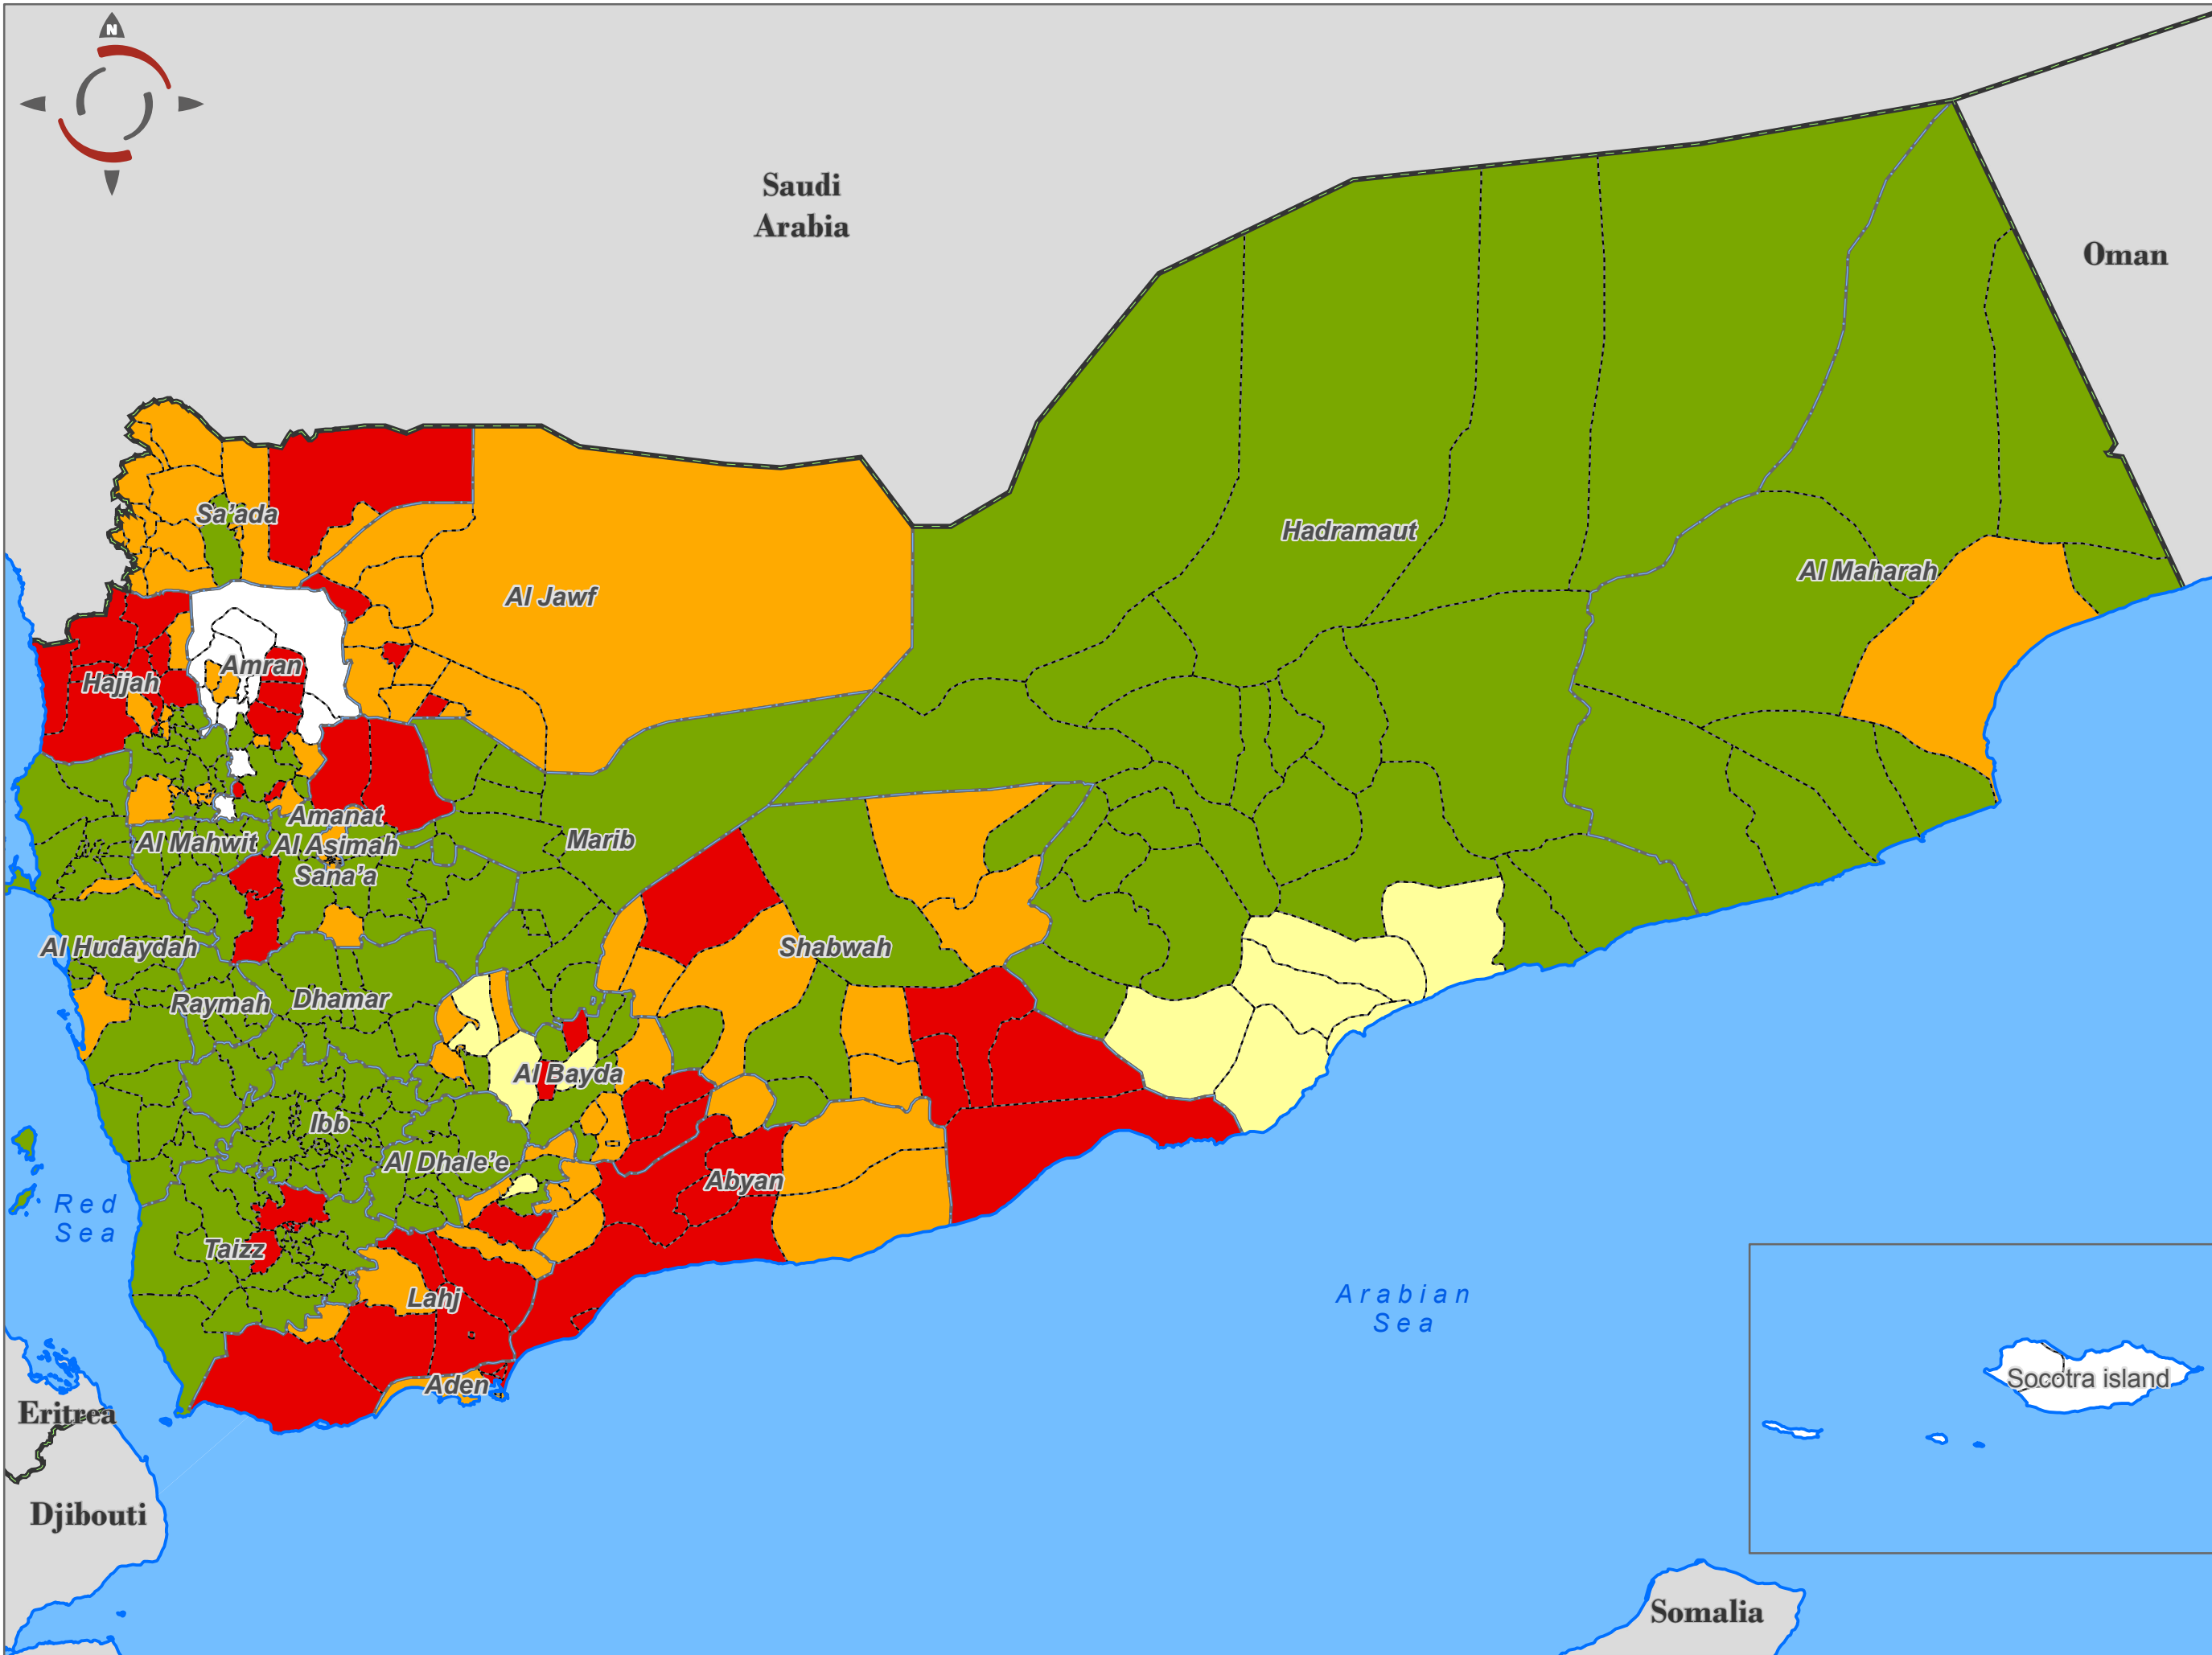 N
Saudi
Arabia
Oman
Sa'ada
Hadramaut
Al Maharah
Al Jawf
Amran
Hajjah
Amanat
Al Asimah
Al Mahwit
Marib
Sana'a
Al Hudaydah
Shabwah
Raymah
Dhamar
Al Bayda
Ibb
Al Dhale'e
Abyan
Red
Sea
Taizz
Lahj
Arabian
Sea
Aden
Socotra island
Eritrea
Djibouti
Somalia